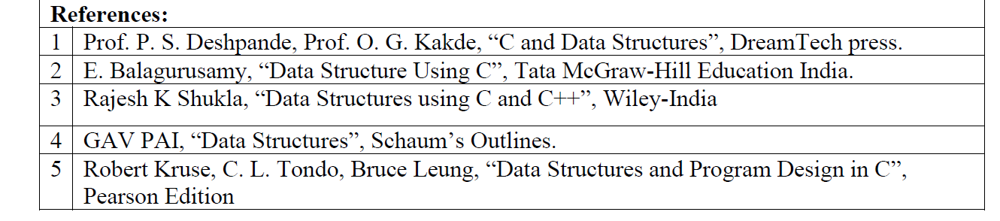 References:
1 Prof. P. S. Deshpande, Prof. O. G. Kakde, “C and Data Structures”, DreamTech press.
2 E. Balagurusamy, “Data Structure Using C”, Tata McGraw-Hill Education India.
3 Rajesh K Shukla, “Data Structures using C and C++”, Wiley-India
4 GAV PAI, “Data Structures”, Schaum’s Outlines.
5 Robert Kruse, C. L. Tondo, Bruce Leung, “Data Structures and Program Design in C”,
Pearson Edition